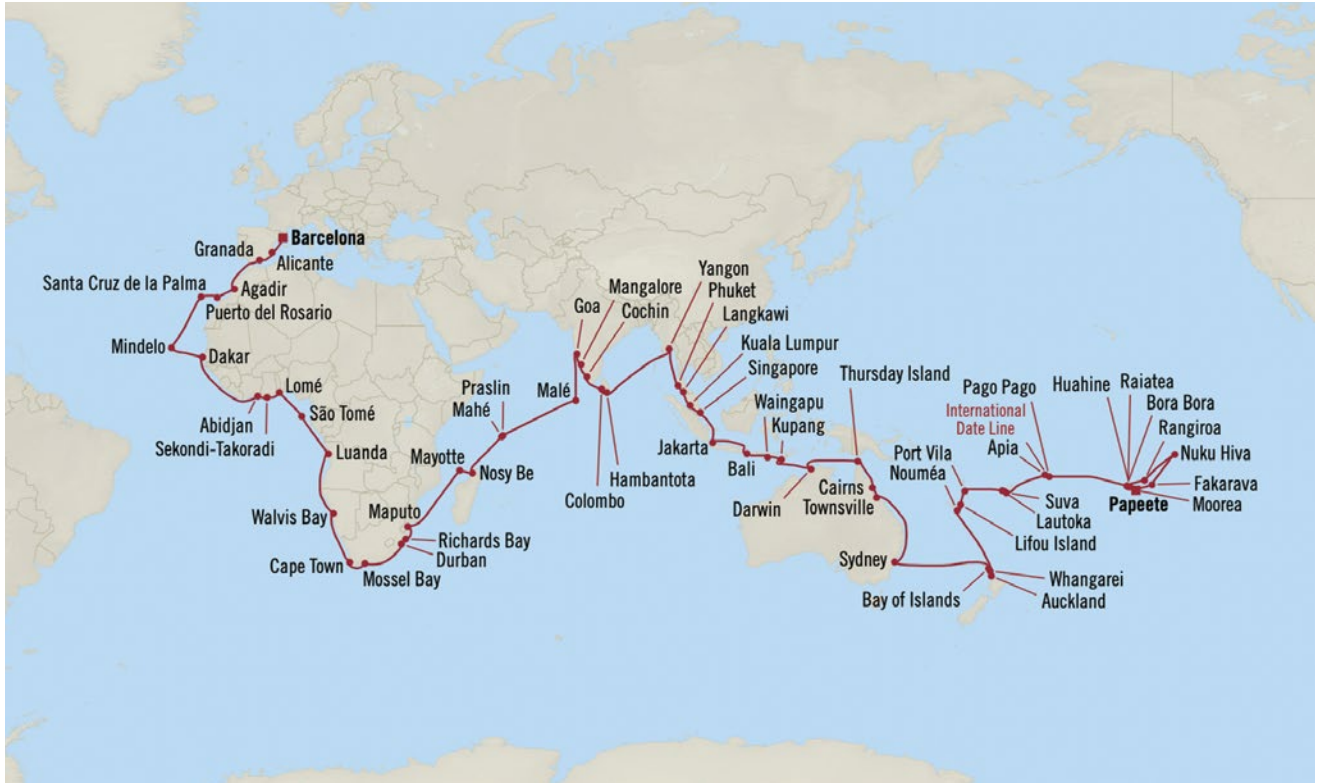 Barcelona
Granada
Alicante
Santa Cruz de la Palma
Agadir
Puerto del Rosario
Mindelo
Dakar
Lomé
Abidjan
Sekondi-Takoradi
São Tomé
Luanda
Walvis Bay
Cape Town
Mossel Bay
Richards Bay
Durban
Maputo
Mayotte
Nosy Be
Praslin
Mahé
Malé
Goa
Mangalore
Cochin
Colombo
Hambantota
Yangon
Phuket
Langkawi
Kuala Lumpur
Singapore
Jakarta
Bali
Waingapu
Kupang
Darwin
Thursday Island
Cairns
Townsville
Sydney
Bay of Islands
Whangarei
Auckland
Port Vila
Nouméa
Lifou Island
Suva
Lautoka
Pago Pago
International
Date Line
Apia
Huahine
Raiatea
Bora Bora
Rangiroa
Nuku Hiva
Fakarava
Moorea
Papeete